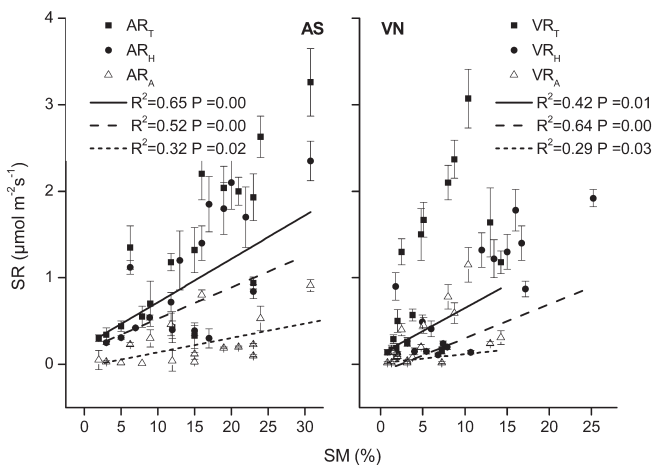 AS
AR_T
AR_H
AR_A
R²=0.65 P =0.00
R²=0.52 P =0.00
R²=0.32 P =0.02
VN
VR_T
VR_H
VR_A
R²=0.42 P =0.01
R²=0.64 P =0.00
R²=0.29 P =0.03
4
3
2
1
0
SR (μmol m⁻²s⁻¹)
0 5 10 15 20 25 30
0 5 10 15 20 25
SM (%)